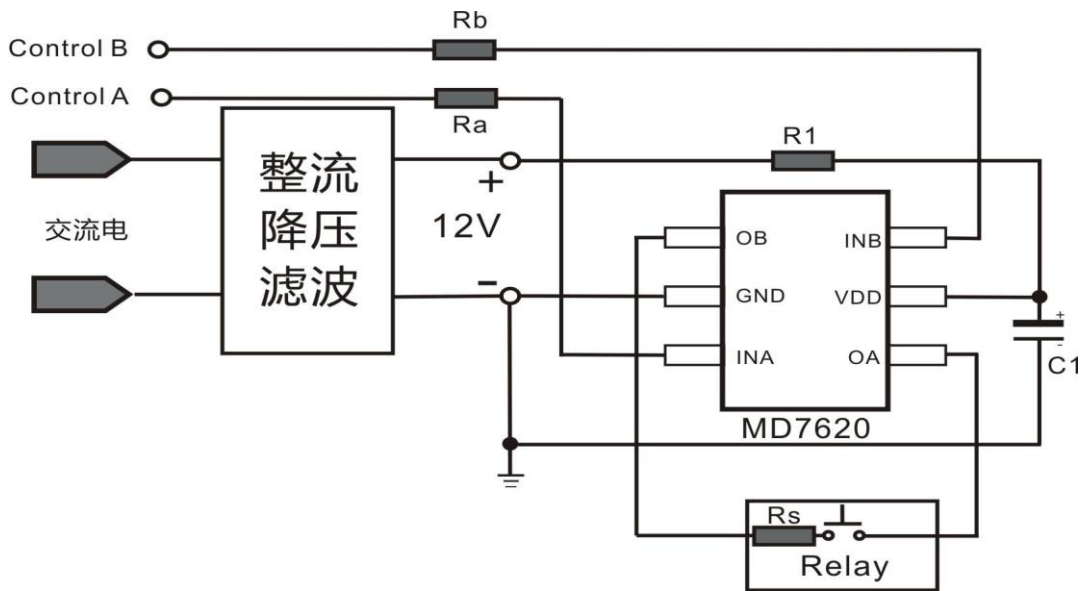 Rb
Control B
Control A
Ra
R1
整流
降压
滤波
+
12V
-
交流电
OB
INB
GND
VDD
INA
OA
+
-
C1
MD7620
Rs
Relay